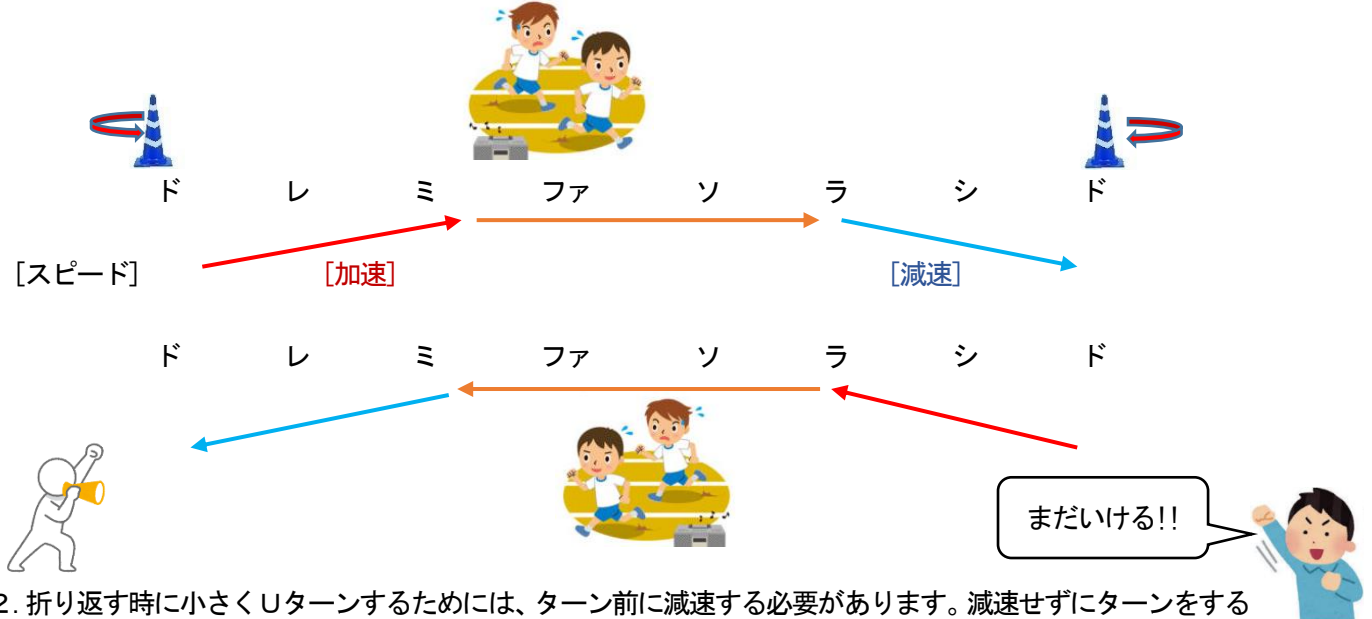 ド レ ミ ファ ソ ラ シ ド
[スピード] [加速] [減速]
ド レ ミ ファ ソ ラ シ ド
まだいける!!
2.折り返す時に小さくUターンするためには、ターン前に減速する必要があります。減速せずにターンをする